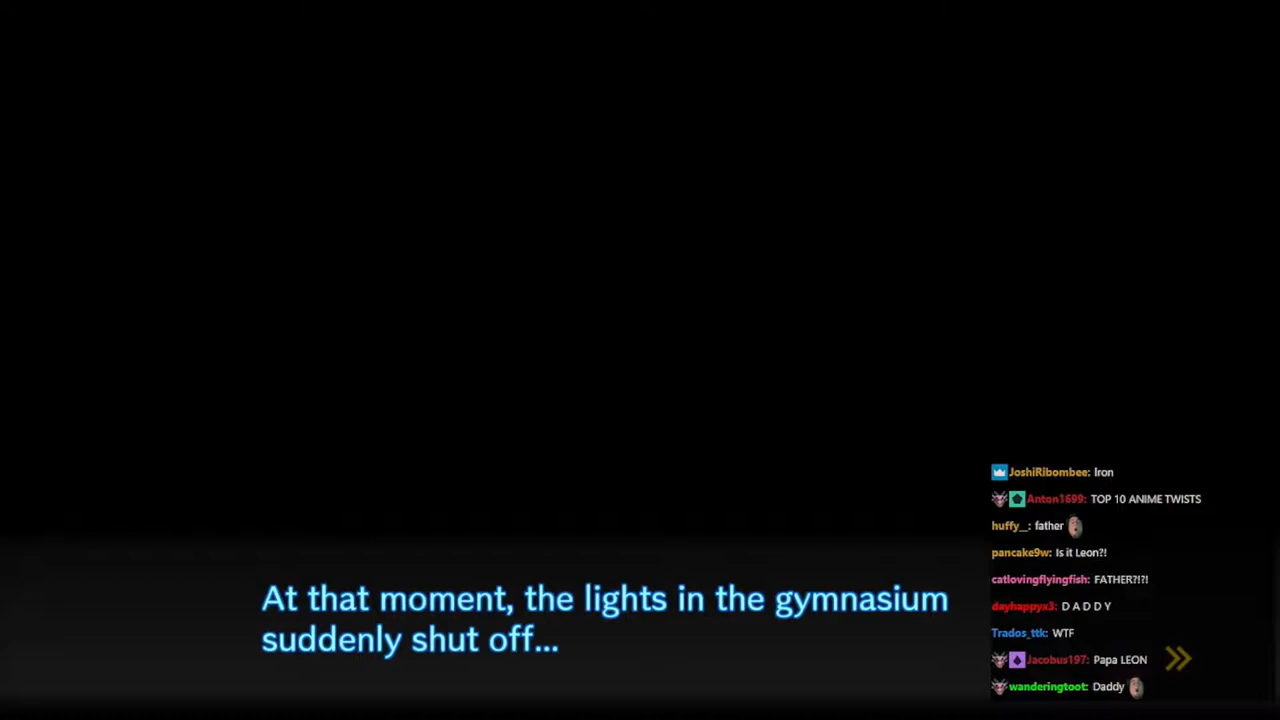 JoshiRibombee: Iron
Anton1699: TOP 10 ANIME TWISTS
huffy__: father
pancake9w: Is it Leon?!
catlovingflyingfish: FATHER?!?!
dayhappyx3: D A D D Y
Trados_ttk: WTF
Jacobus197: Papa LEON
wanderingtoot: Daddy
At that moment, the lights in the gymnasium
suddenly shut off...